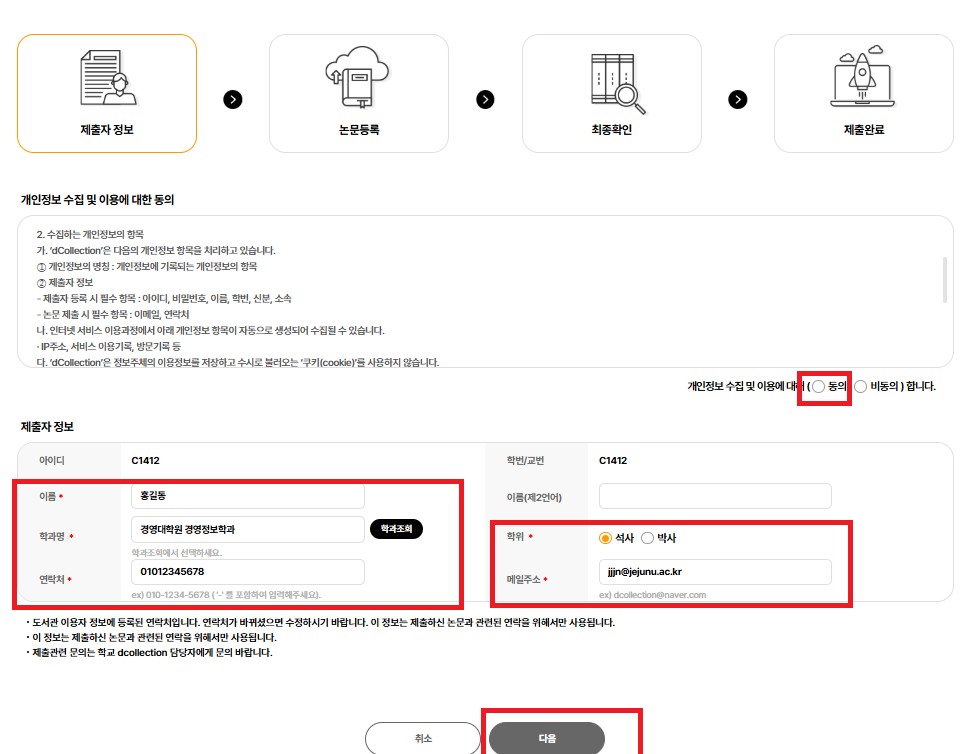 제출자 정보
논문등록
최종확인
제출완료
개인정보 수집 및 이용에 대한 동의
2. 수집하는 개인정보의 항목
가. ‘dCollection’은 다음의 개인정보 항목을 처리하고 있습니다.
① 개인정보의 명칭 : 개인정보에 기록되는 개인정보의 항목
② 제출자 정보
- 제출자 등록 시 필수 항목 : 아이디, 비밀번호, 이름, 학번, 신분, 소속
- 논문 제출 시 필수 항목 : 이메일, 연락처
나. 인터넷 서비스 이용과정에서 아래 개인정보 항목이 자동으로 생성되어 수집될 수 있습니다.
· IP주소, 서비스 이용기록, 방문기록 등
다. ‘dCollection’은 정보주체의 이용정보를 저장하고 수시로 불러오는 ‘쿠키(cookie)’를 사용하지 않습니다.
개인정보 수집 및 이용에 대해 ( 동의 비동의 ) 합니다.
제출자 정보
아이디 C1412 학번/교번 C1412
이름 * 홍길동 이름(제2언어)
학과명 * 경영대학원 경영정보학과 학과조회 학위 * 석사 박사
학과조회에서 선택하세요.
연락처 * 01012345678 메일주소 * jjjn@jejunu.ac.kr
ex) 010-1234-5678 ( '-' 를 포함하여 입력해주세요). ex) dcollection@naver.com
· 도서관 이용자 정보에 등록된 연락처입니다. 연락처가 바뀌셨으면 수정하시기 바랍니다. 이 정보는 제출하신 논문과 관련된 연락을 위해서만 사용됩니다.
· 이 정보는 제출하신 논문과 관련된 연락을 위해서만 사용됩니다.
· 제출관련 문의는 학교 dcollection 담당자에게 문의 바랍니다.
취소 다음